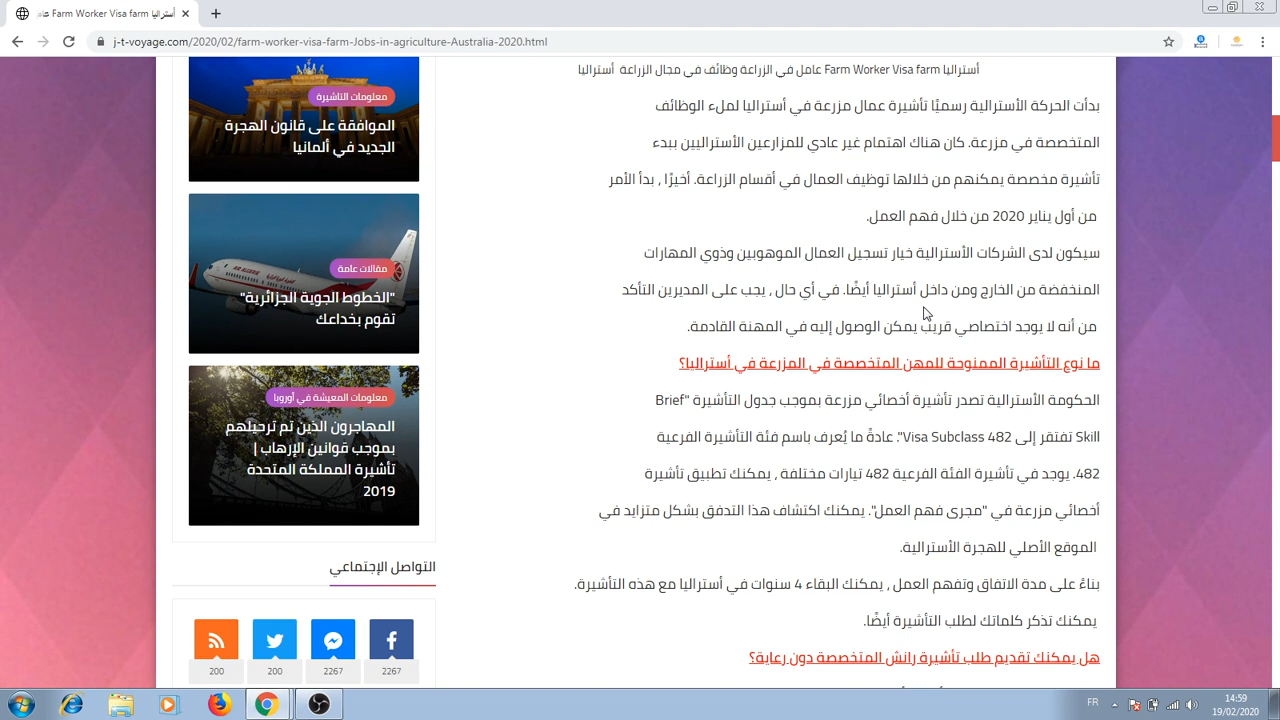 أستراليا Farm Worker Visa farm عامل
j-t-voyage.com/2020/02/farm-worker-visa-farm-Jobs-in-agriculture-Australia-2020.html
أستراليا Farm Worker Visa farm عامل في الزراعة وظائف في مجال الزراعة أستراليا
بدأت الحركة الأسترالية رسميًا تأشيرة عمال مزرعة في أستراليا لملء الوظائف
المتخصصة في مزرعة. كان هناك اهتمام غير عادي للمزارعين الأستراليين ببدء
تأشيرة مخصصة يمكنهم من خلالها توظيف العمال في أقسام الزراعة. أخيرًا , بدأ الأمر
من أول يناير 2020 من خلال فهم العمل.
سيكون لدى الشركات الأسترالية خيار تسجيل العمال الموهوبين وذوي المهارات
المنخفضة من الخارج ومن داخل أستراليا أيضًا. في أي حال , يجب على المديرين التأكد
من أنه لا يوجد اختصاصي قريب يمكن الوصول إليه في المهنة القادمة.
ما نوع التأشيرة الممنوحة للمهن المتخصصة في المزرعة في أستراليا؟
الحكومة الأسترالية تصدر تأشيرة أخصائي مزرعة بموجب جدول التأشيرة "Brief
Skill تفتقر إلى Visa Subclass 482". عادةً ما يُعرف باسم فئة التأشيرة الفرعية
482. يوجد في تأشيرة الفئة الفرعية 482 تيارات مختلفة , يمكنك تطبيق تأشيرة
أخصائي مزرعة في "مجرى فهم العمل". يمكنك اكتشاف هذا التدفق بشكل متزايد في
الموقع الأصلي للهجرة الأسترالية.
بناءً على مدة الاتفاق وتفهم العمل , يمكنك البقاء 4 سنوات في أستراليا مع هذه التأشيرة.
يمكنك تذكر كلماتك لطلب التأشيرة أيضًا.
هل يمكنك تقديم طلب تأشيرة رانش المتخصصة دون رعاية؟
معلومات التاشيرة
الموافقة على قانون الهجرة
الجديد في ألمانيا
مقالات عامة
"الخطوط الجوية الجزائرية"
تقوم بخداعك
معلومات المعيشة في أوروبا
المهاجرون الذين تم ترحيلهم
بموجب قوانين الإرهاب |
تأشيرة المملكة المتحدة
2019
التواصل الإجتماعي
200
200
2267
2267
FR
14:59
19/02/2020